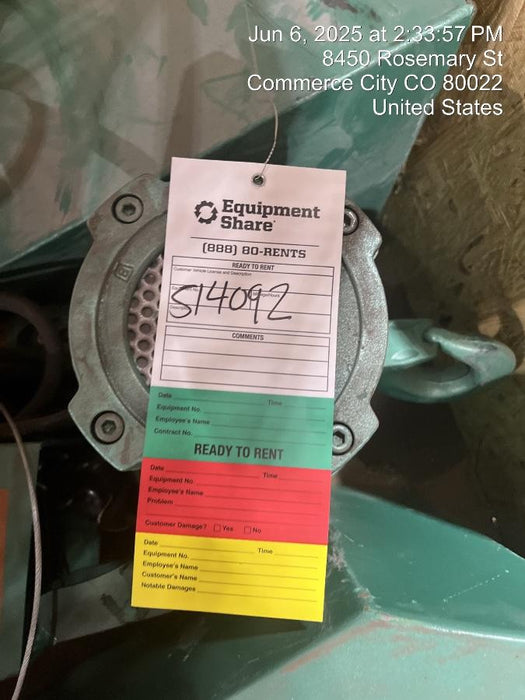 Jun 6, 2025 at 2:33:57 PM
8450 Rosemary St
Commerce City CO 80022
United States
Equipment
Share
(888) 80-RENTS
READY TO RENT
Customer Vehicle License and Description
514092
COMMENTS
Date Time
Equipment No.
Employee's Name
Contract No.
READY TO RENT
Date Time
Equipment No.
Employee's Name
Problem
Customer Damage? Yes No
Date Time
Equipment No.
Employee's Name
Customer's Name
Notable Damages